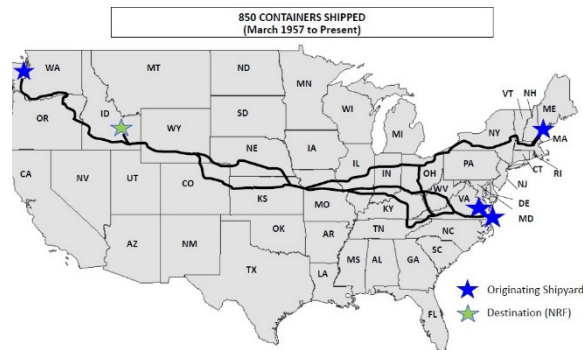 850 CONTAINERS SHIPPED
(March 1957 to Present)
WA
MT
ND
MN
VT
NH
ME
OR
ID
SD
WI
MI
NY
MA
WY
NE
IA
PA
CT
RI
NJ
CA
NV
UT
CO
IL
IN
OH
WV
VA
DE
MD
KS
MO
KY
AZ
NM
OK
AR
TN
NC
SC
TX
LA
MS
AL
GA
FL
Originating Shipyard
Destination (NRF)